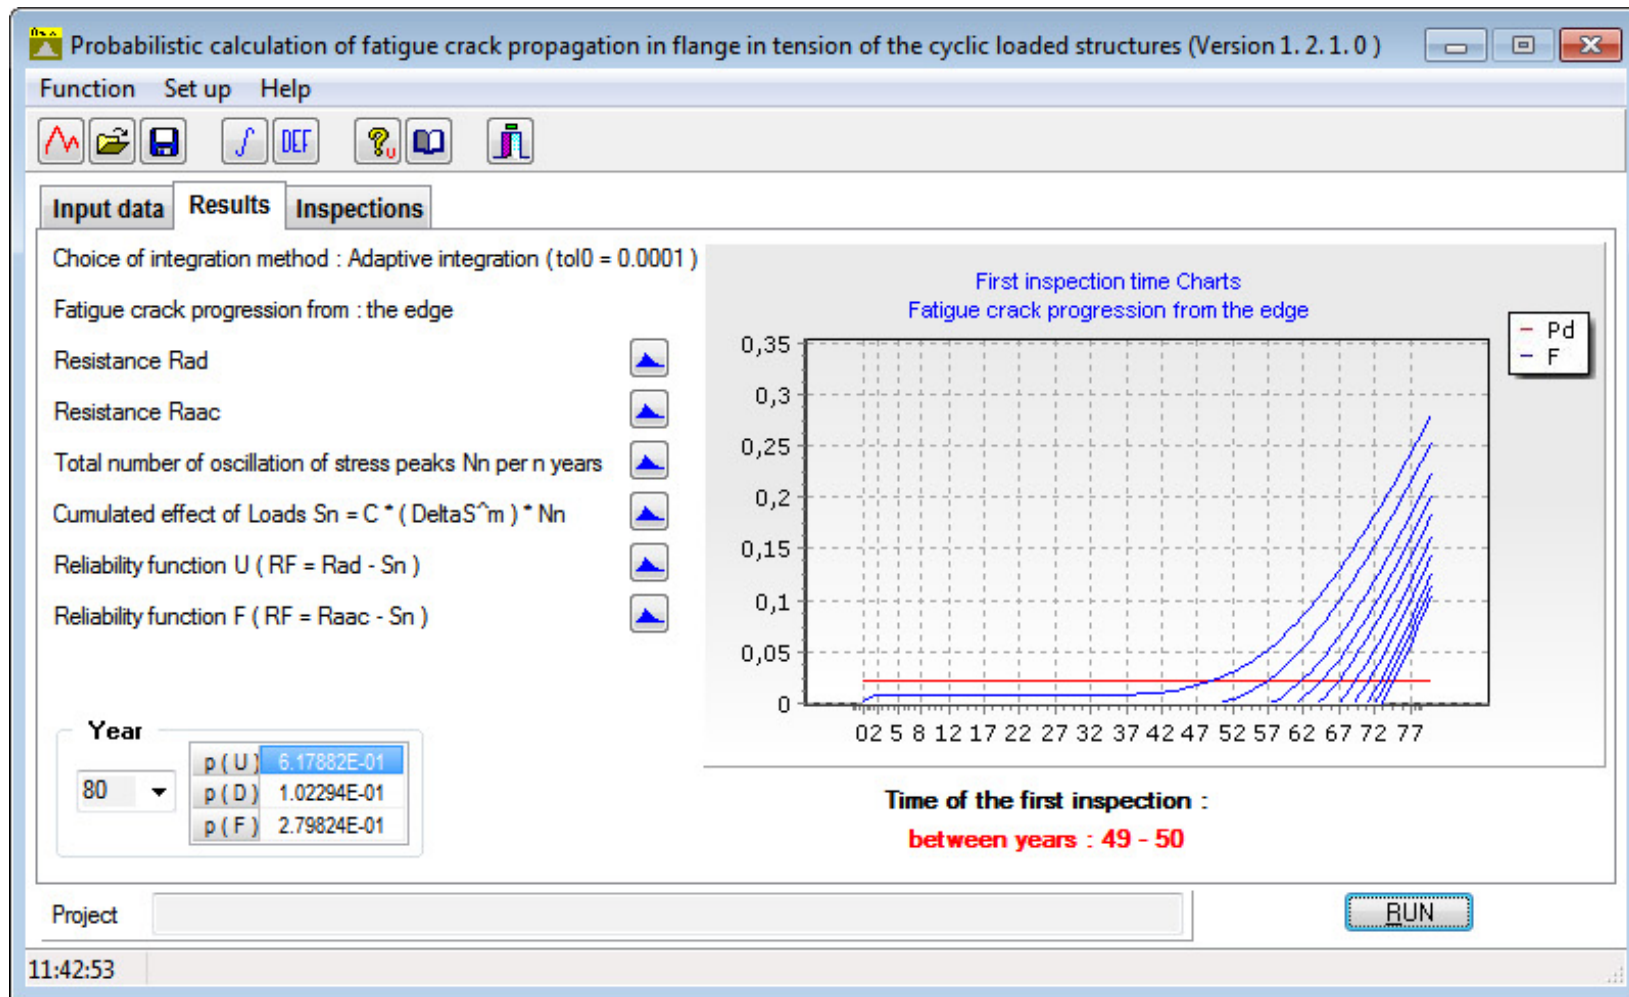 Probabilistic calculation of fatigue crack propagation in flange in tension of the cyclic loaded structures (Version 1. 2. 1. 0 )
Function Set up Help
DEF
Input data Results Inspections
Choice of integration method : Adaptive integration ( tol0 = 0.0001 )
Fatigue crack progression from : the edge
Resistance Rad
Resistance Raac
Total number of oscillation of stress peaks Nn per n years
Cumulated effect of Loads Sn = C * ( DeltaS^m ) * Nn
Reliability function U ( RF = Rad - Sn )
Reliability function F ( RF = Raac - Sn )
Year
80
p ( U ) 6.17882E-01
p ( D ) 1.02294E-01
p ( F ) 2.79824E-01
First inspection time Charts
Fatigue crack progression from the edge
Pd
F
0,35
0,3
0,25
0,2
0,15
0,1
0,05
0
0 2 5 8 12 17 22 27 32 37 42 47 52 57 62 67 72 77
Time of the first inspection :
between years : 49 - 50
Project
RUN
11:42:53